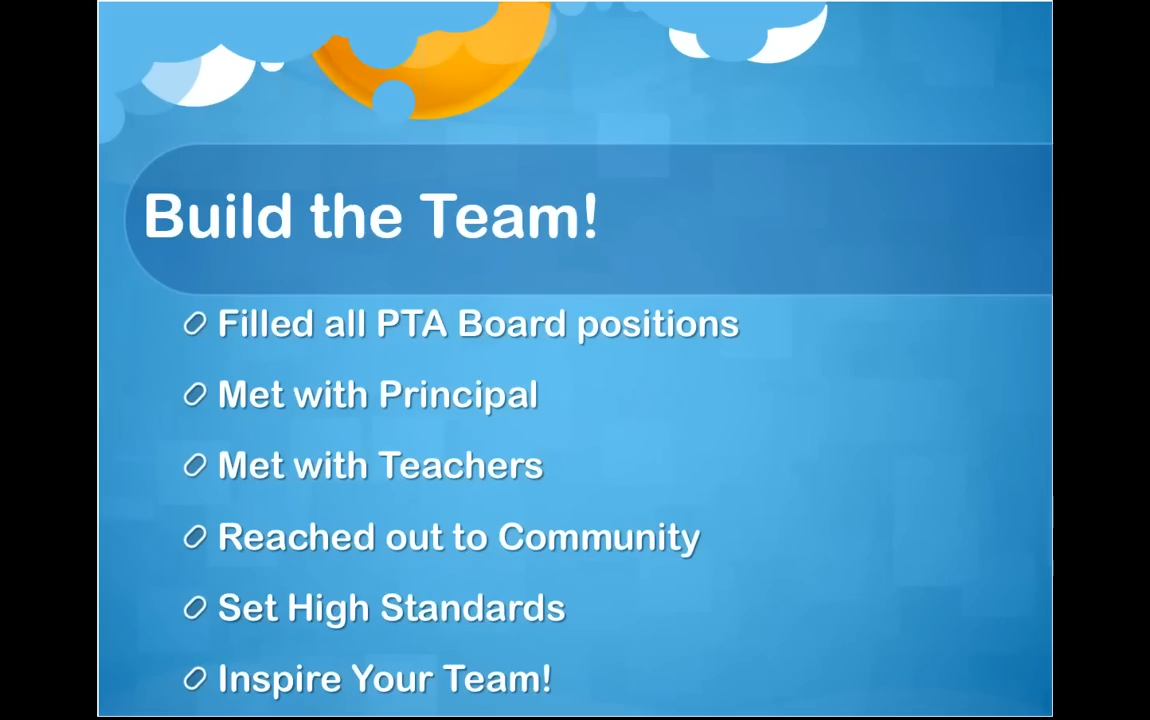 Build the Team!
Filled all PTA Board positions
Met with Principal
Met with Teachers
Reached out to Community
Set High Standards
Inspire Your Team!